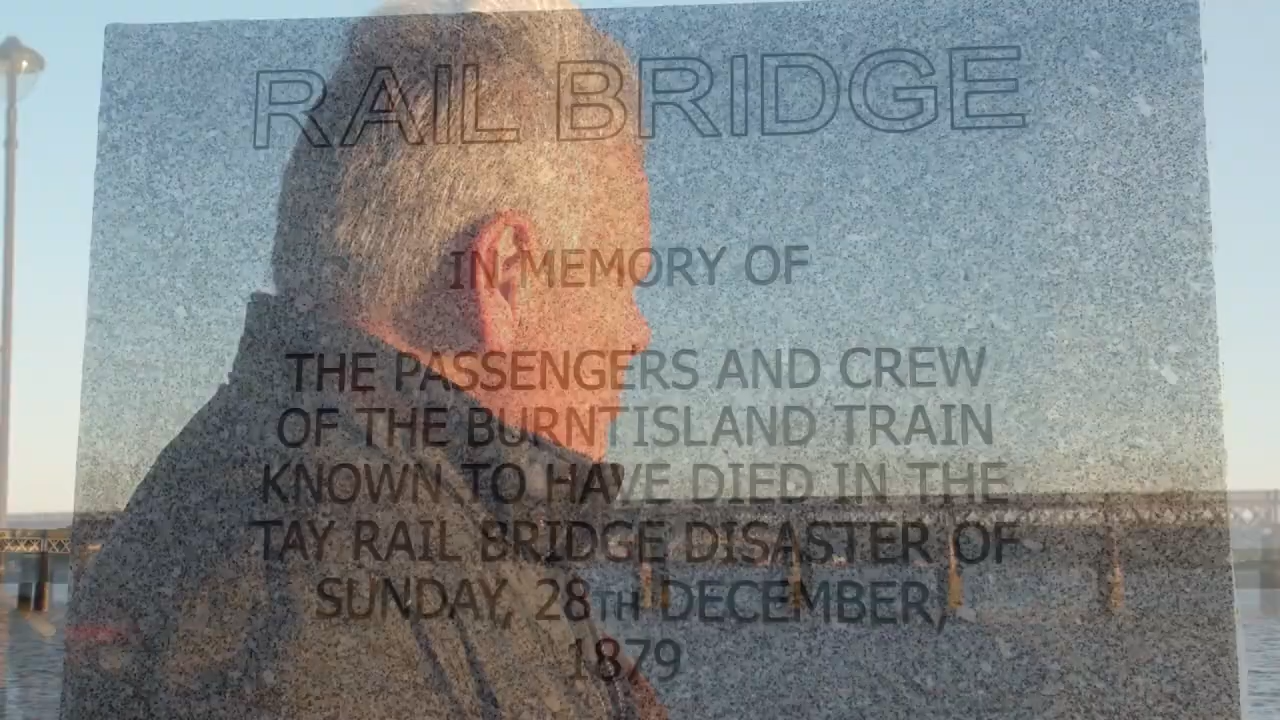 RAIL BRIDGE
IN MEMORY OF
THE PASSENGERS AND CREW
OF THE BURNTISLAND TRAIN
KNOWN TO HAVE DIED IN THE
TAY RAIL BRIDGE DISASTER OF
SUNDAY, 28TH DECEMBER,
1879